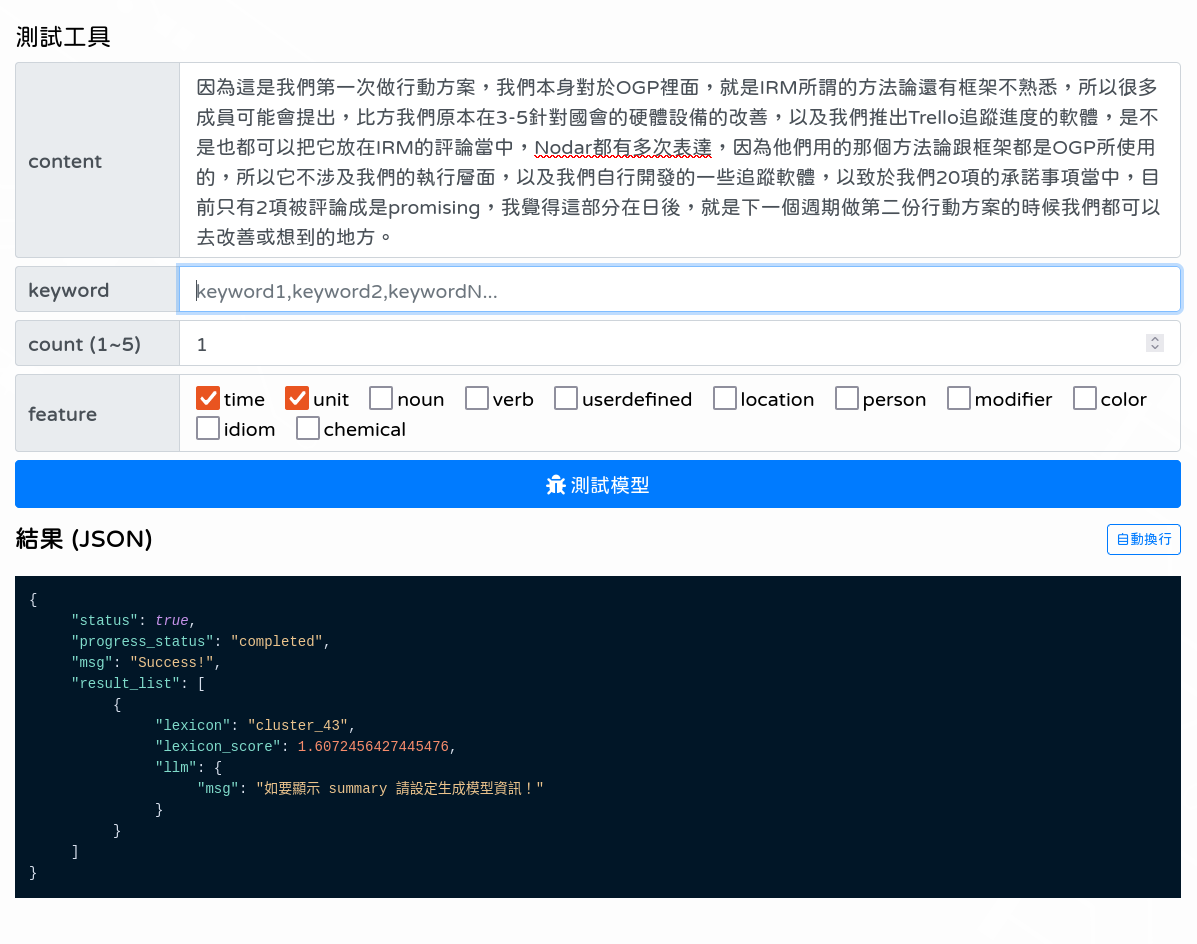 測試工具
content
因為這是我們第一次做行動方案，我們本身對於OGP裡面，就是IRM所謂的方法論還有框架不熟悉，所以很多
成員可能會提出，比方我們原本在3-5針對國會的硬體設備的改善，以及我們推出Trello追蹤進度的軟體，是不
是也都可以把它放在IRM的評論當中，Nodar都有多次表達，因為他們用的那個方法論跟框架都是OGP所使用
的，所以它不涉及我們的執行層面，以及我們自行開發的一些追蹤軟體，以致於我們20項的承諾事項當中，目
前只有2項被評論成是promising，我覺得這部分在日後，就是下一個週期做第二份行動方案的時候我們都可以
去改善或想到的地方。
keyword
keyword1,keyword2,keywordN...
count (1~5)
1
feature
time unit noun verb userdefined location person modifier color
idiom chemical
測試模型
結果 (JSON)
自動換行
{
"status": true,
"progress_status": "completed",
"msg": "Success!",
"result_list": [
{
"lexicon": "cluster_43",
"lexicon_score": 1.6072456427445476,
"llm": {
"msg": "如要顯示 summary 請設定生成模型資訊！"
}
}
]
}